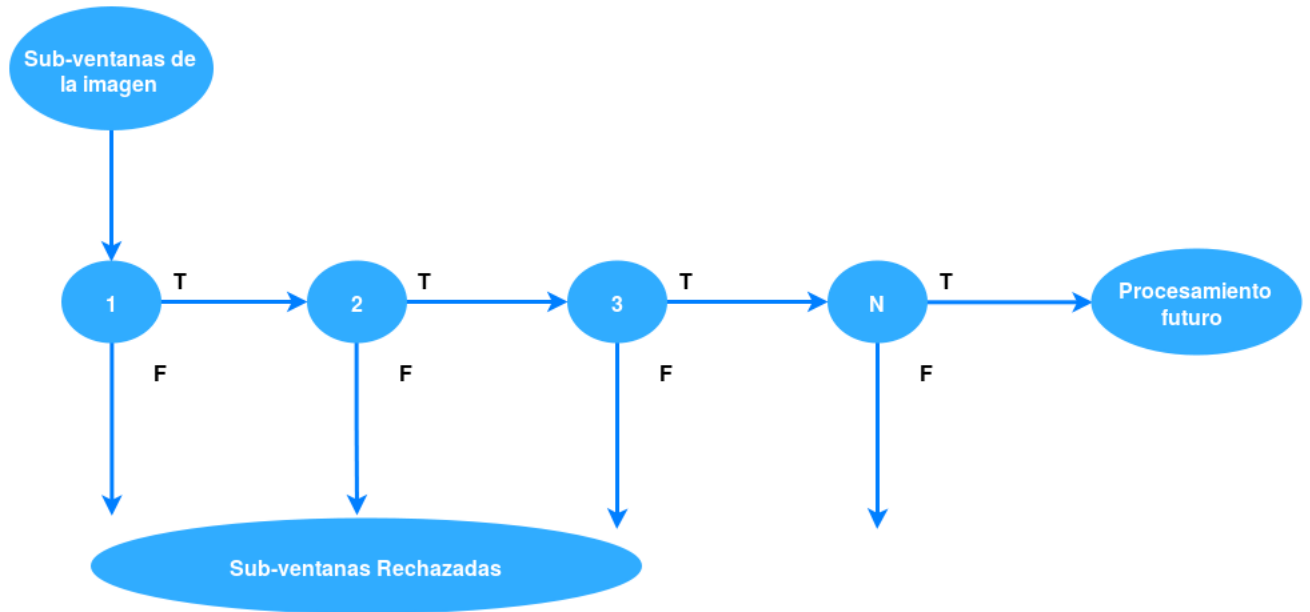 Sub-ventanas de
la imagen
T
T
T
T
1
2
3
N
Procesamiento
futuro
F
F
F
F
Sub-ventanas Rechazadas